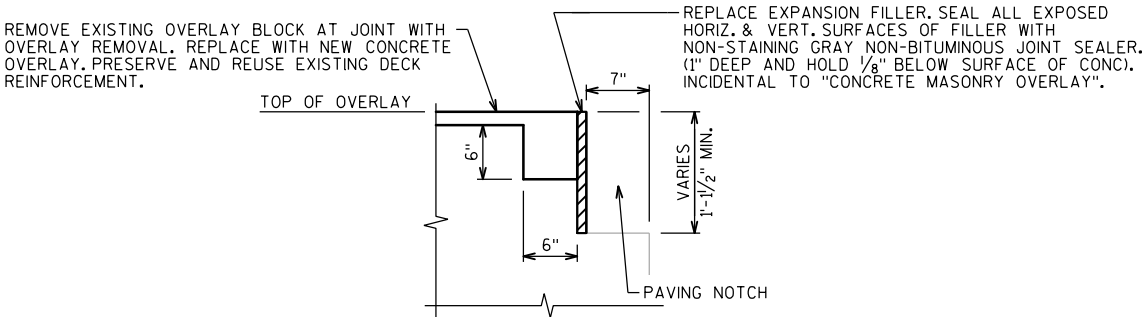 REMOVE EXISTING OVERLAY BLOCK AT JOINT WITH
OVERLAY REMOVAL. REPLACE WITH NEW CONCRETE
OVERLAY. PRESERVE AND REUSE EXISTING DECK
REINFORCEMENT.
REPLACE EXPANSION FILLER. SEAL ALL EXPOSED
HORIZ. & VERT. SURFACES OF FILLER WITH
NON-STAINING GRAY NON-BITUMINOUS JOINT SEALER.
(1" DEEP AND HOLD 1/8" BELOW SURFACE OF CONC).
INCIDENTAL TO "CONCRETE MASONRY OVERLAY".
7"
TOP OF OVERLAY
6"
VARIES
1'-1/2" MIN.
6"
PAVING NOTCH